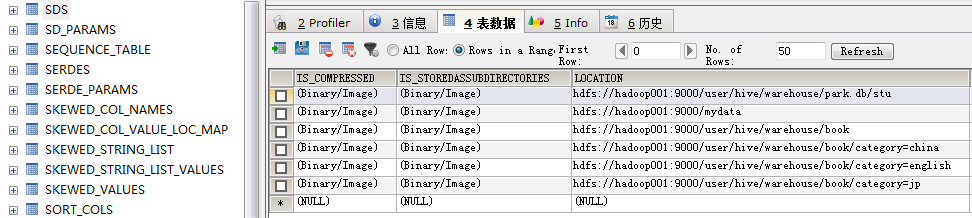 SDS
SD_PARAMS
SEQUENCE_TABLE
SERDES
SERDE_PARAMS
SKEWED_COL_NAMES
SKEWED_COL_VALUE_LOC_MAP
SKEWED_STRING_LIST
SKEWED_STRING_LIST_VALUES
SKEWED_VALUES
SORT_COLS
2 Profiler 3 信息 4 表数据 5 Info 6 历史
All Row: Rows in a Rang First Row: 0 No. of Rows: 50 Refresh
IS_COMPRESSED IS_STOREDASSUBDIRECTORIES LOCATION
(Binary/Image) (Binary/Image) hdfs://hadoop001:9000/user/hive/warehouse/park.db/stu
(Binary/Image) (Binary/Image) hdfs://hadoop001:9000/mydata
(Binary/Image) (Binary/Image) hdfs://hadoop001:9000/user/hive/warehouse/book
(Binary/Image) (Binary/Image) hdfs://hadoop001:9000/user/hive/warehouse/book/category=china
(Binary/Image) (Binary/Image) hdfs://hadoop001:9000/user/hive/warehouse/book/category=english
(Binary/Image) (Binary/Image) hdfs://hadoop001:9000/user/hive/warehouse/book/category=jp
* (NULL) (NULL) (NULL)